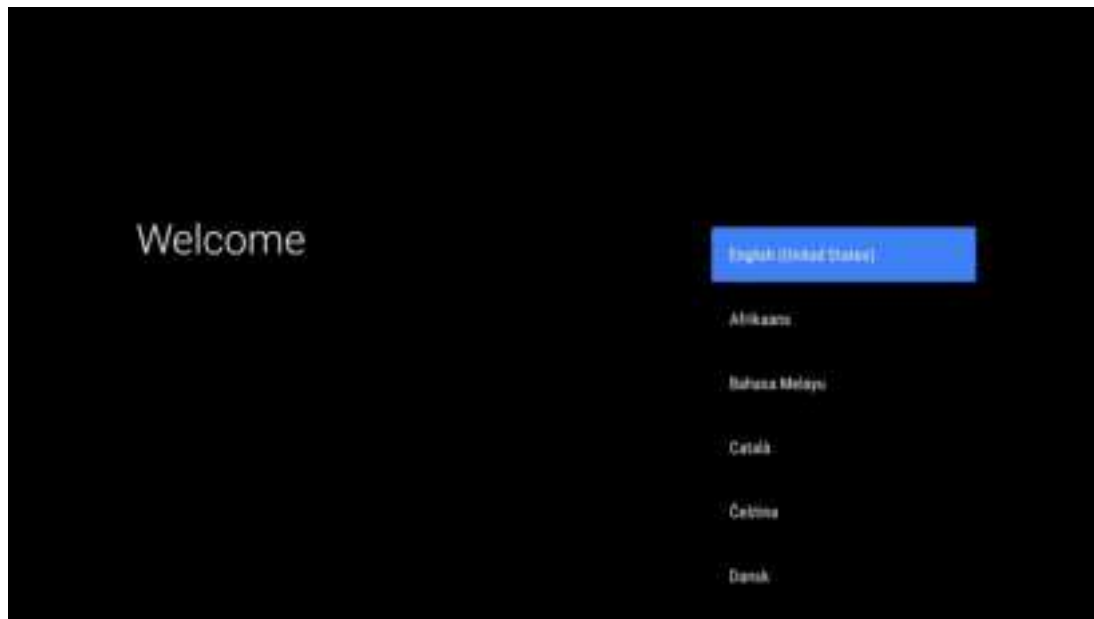 Welcome
English (United States)
Afrikaans
Bahasa Melayu
Català
Čeština
Dansk